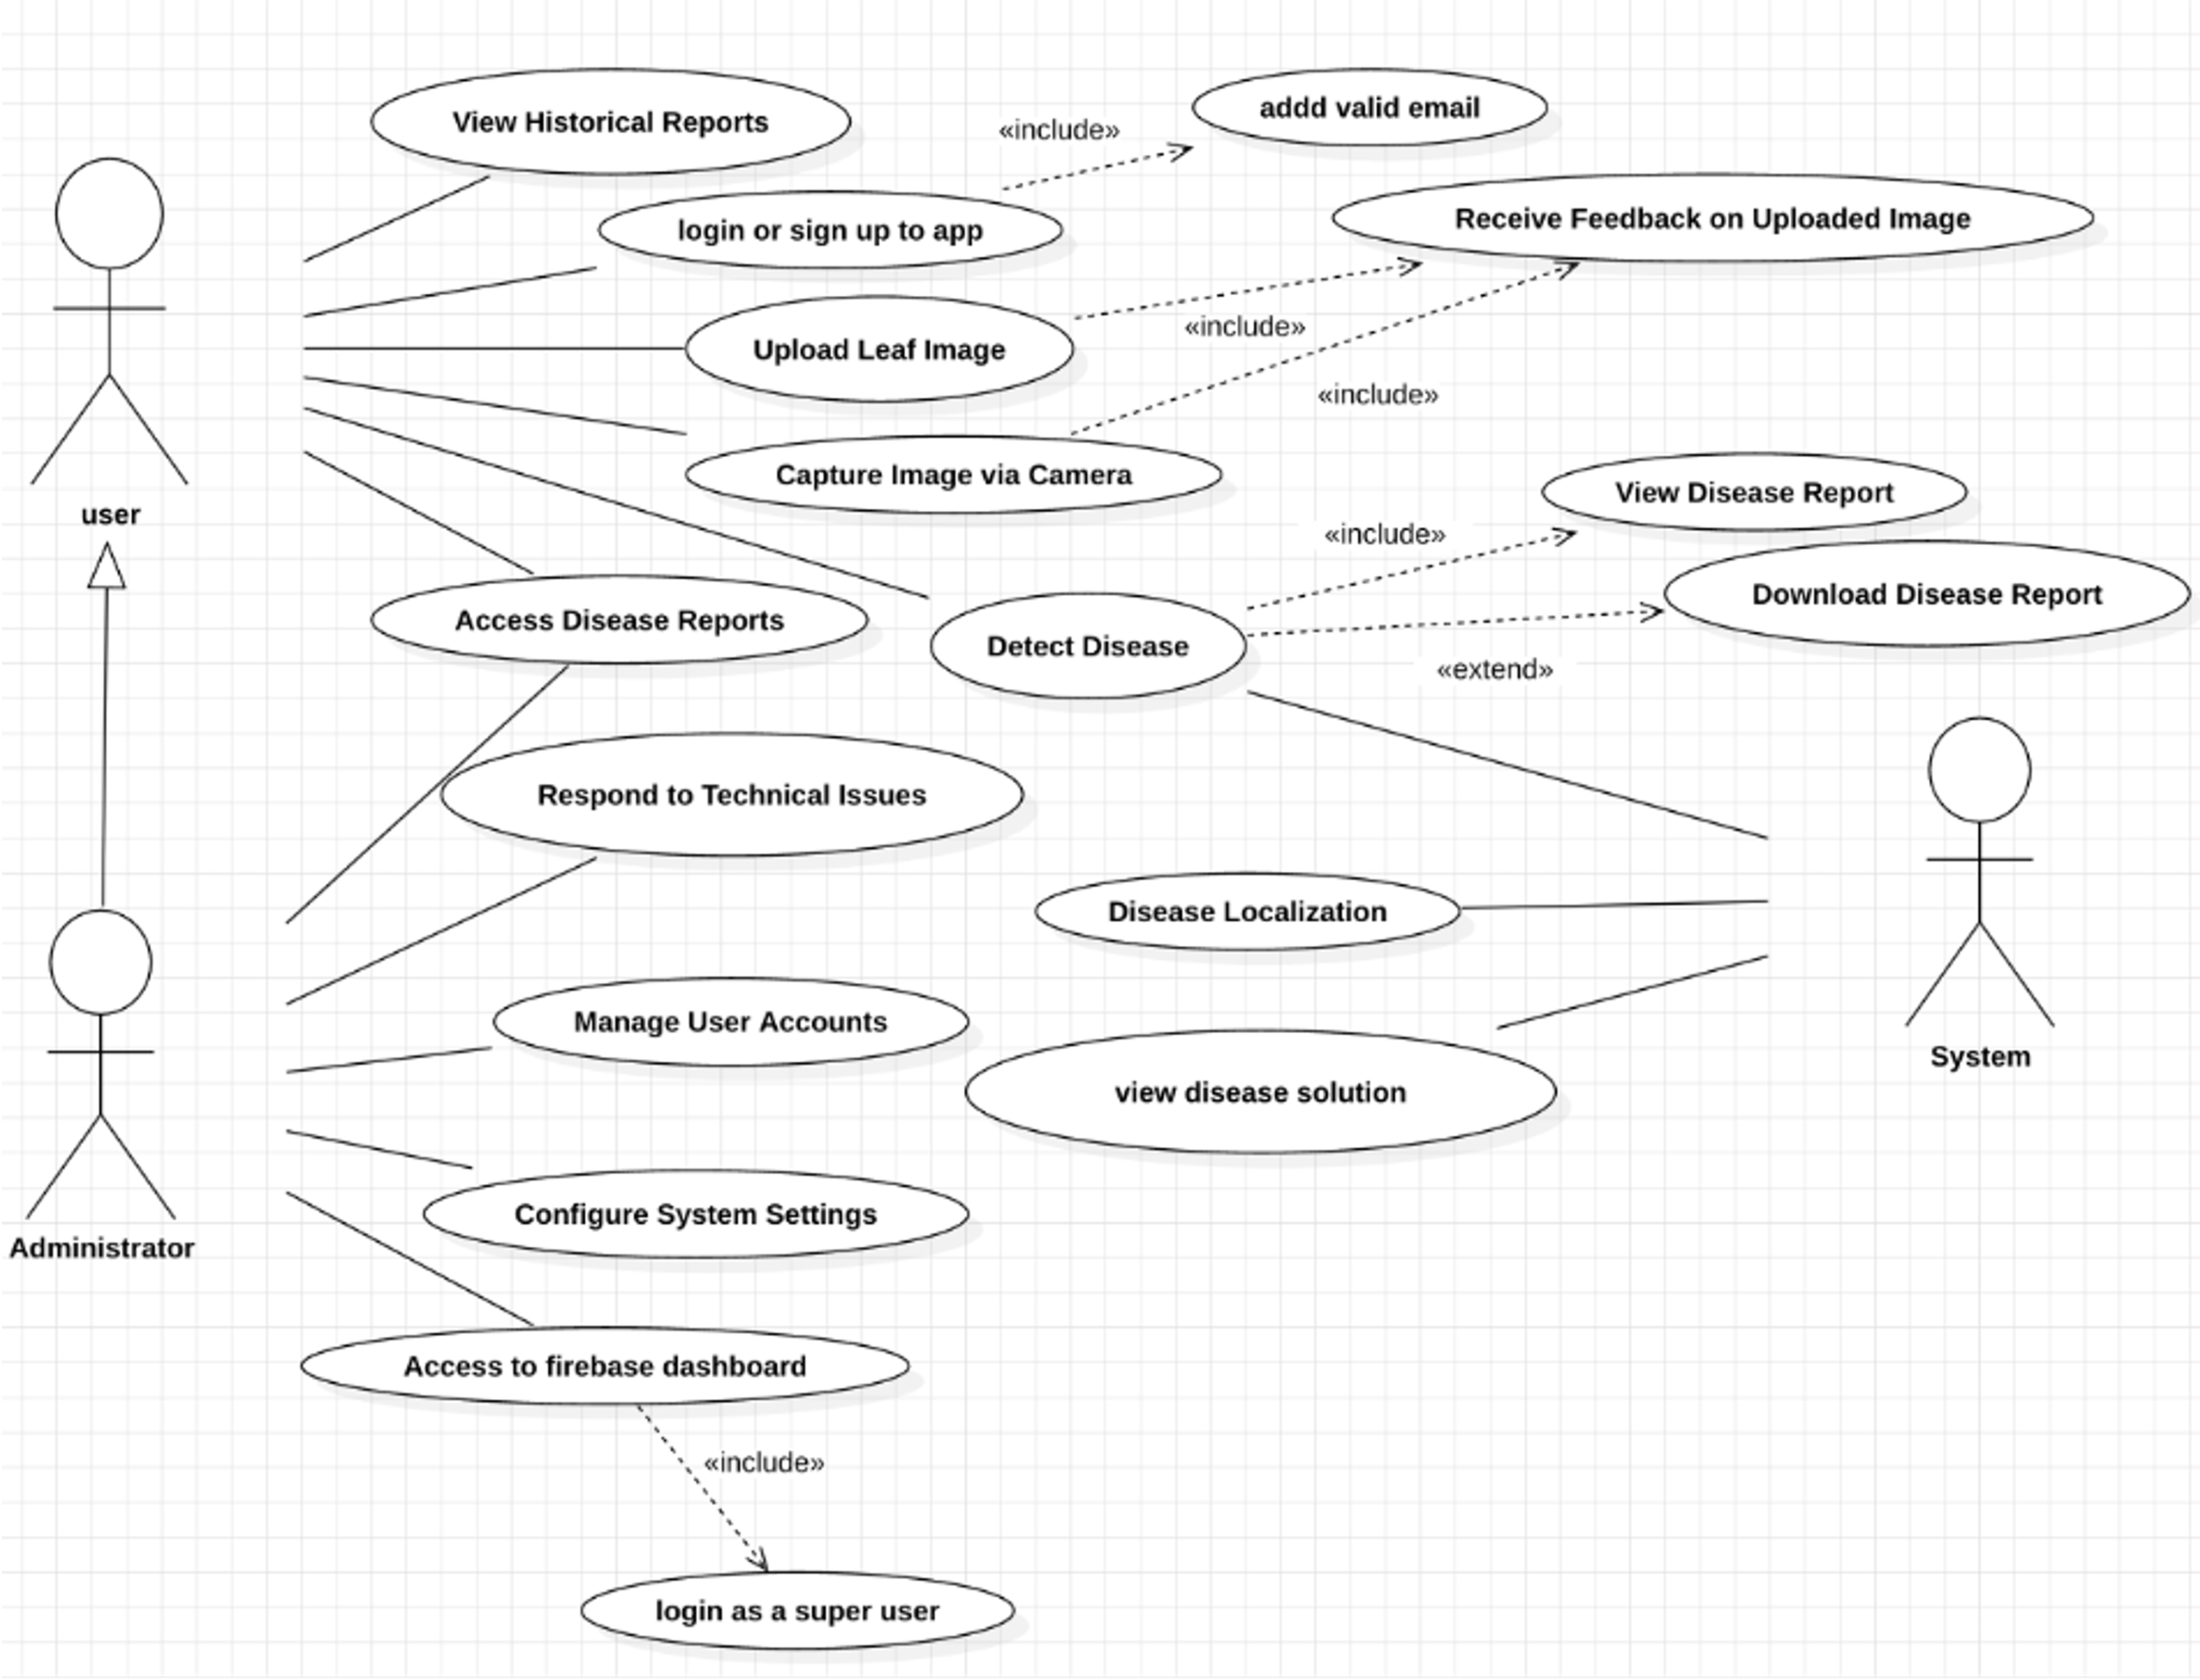 View Historical Reports
«include»
addd valid email
login or sign up to app
Receive Feedback on Uploaded Image
Upload Leaf Image
«include»
«include»
Capture Image via Camera
user
View Disease Report
«include»
Download Disease Report
Access Disease Reports
Detect Disease
«extend»
Respond to Technical Issues
Disease Localization
Manage User Accounts
System
view disease solution
Configure System Settings
Administrator
Access to firebase dashboard
«include»
login as a super user